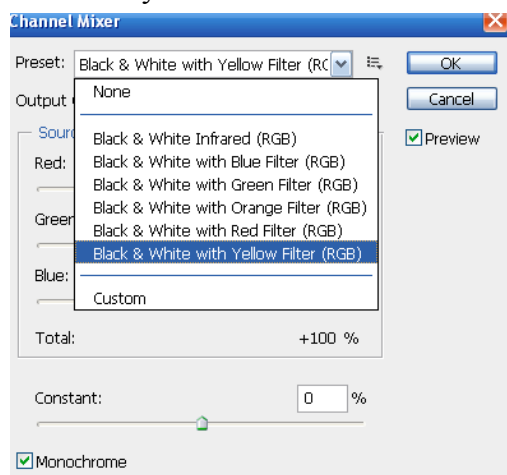 Channel Mixer
Preset: Black & White with Yellow Filter (RC
OK
Output
None
Cancel
Sour
Black & White Infrared (RGB)
Preview
Red:
Black & White with Blue Filter (RGB)
Black & White with Green Filter (RGB)
Black & White with Orange Filter (RGB)
Green
Black & White with Red Filter (RGB)
Black & White with Yellow Filter (RGB)
Blue:
Custom
Total: +100 %
Constant: 0 %
Monochrome